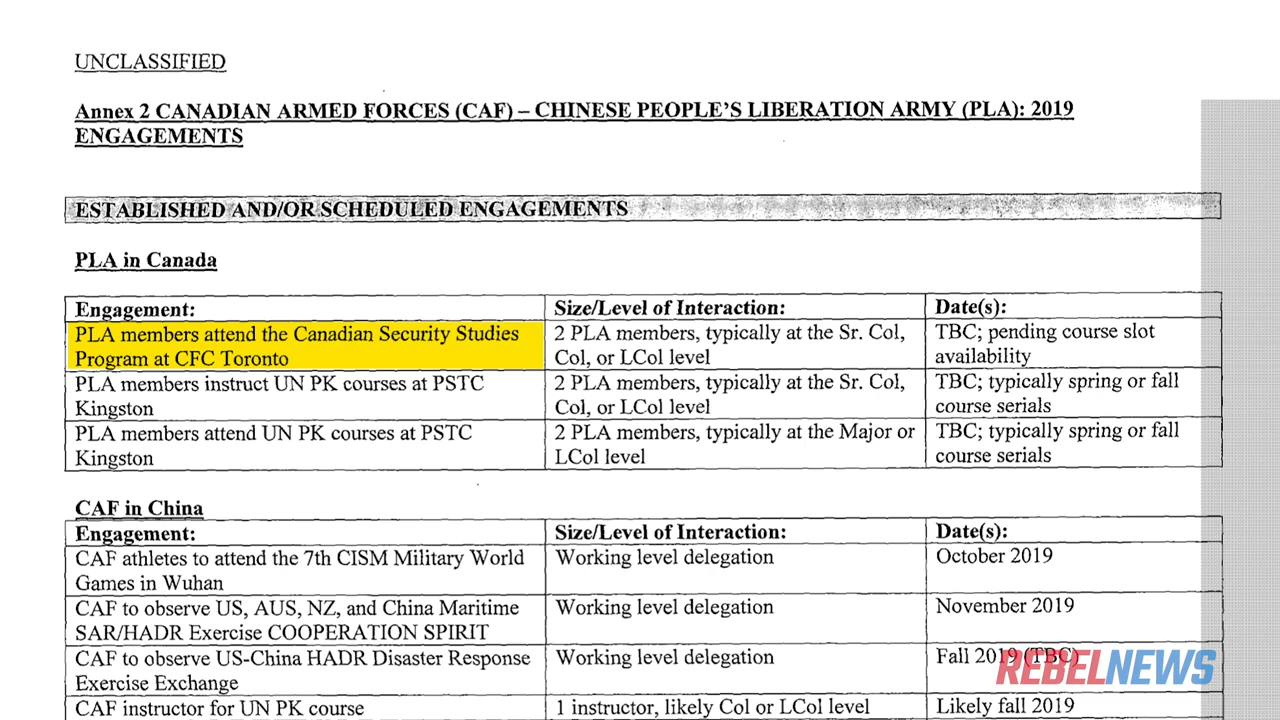 UNCLASSIFIED
Annex 2 CANADIAN ARMED FORCES (CAF) – CHINESE PEOPLE'S LIBERATION ARMY (PLA): 2019
ENGAGEMENTS
ESTABLISHED AND/OR SCHEDULED ENGAGEMENTS
PLA in Canada
Engagement: Size/Level of Interaction: Date(s):
PLA members attend the Canadian Security Studies
Program at CFC Toronto
2 PLA members, typically at the Sr. Col,
Col, or LCol level
TBC; pending course slot
availability
PLA members instruct UN PK courses at PSTC
Kingston
2 PLA members, typically at the Sr. Col,
Col, or LCol level
TBC; typically spring or fall
course serials
PLA members attend UN PK courses at PSTC
Kingston
2 PLA members, typically at the Major or
LCol level
TBC; typically spring or fall
course serials
CAF in China
Engagement: Size/Level of Interaction: Date(s):
CAF athletes to attend the 7th CISM Military World
Games in Wuhan
Working level delegation
October 2019
CAF to observe US, AUS, NZ, and China Maritime
SAR/HADR Exercise COOPERATION SPIRIT
Working level delegation
November 2019
CAF to observe US-China HADR Disaster Response
Exercise Exchange
Working level delegation
Fall 2019 (TBC)
CAF instructor for UN PK course
1 instructor, likely Col or LCol level
Likely fall 2019
REBELNEWS